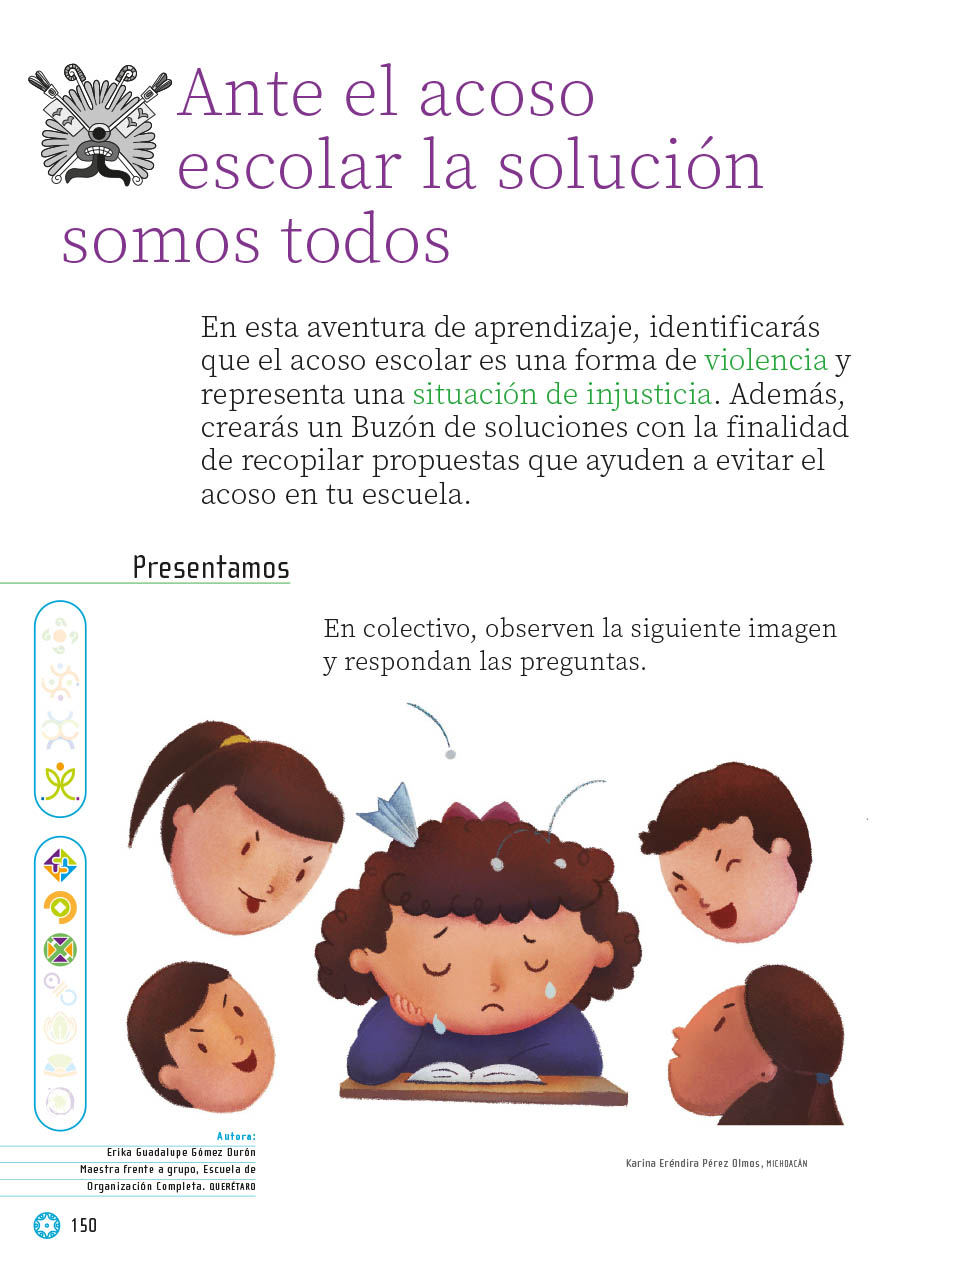 Ante el acoso
escolar la solución
somos todos
En esta aventura de aprendizaje, identificarás
que el acoso escolar es una forma de violencia y
representa una situación de injusticia. Además,
crearás un Buzón de soluciones con la finalidad
de recopilar propuestas que ayuden a evitar el
acoso en tu escuela.
Presentamos
En colectivo, observen la siguiente imagen
y respondan las preguntas.
Autora:
Erika Guadalupe Gómez Durón
Maestra frente a grupo, Escuela de
Organización Completa. QUERÉTARO
Karina Eréndira Pérez Olmos, MICHOACÁN
150